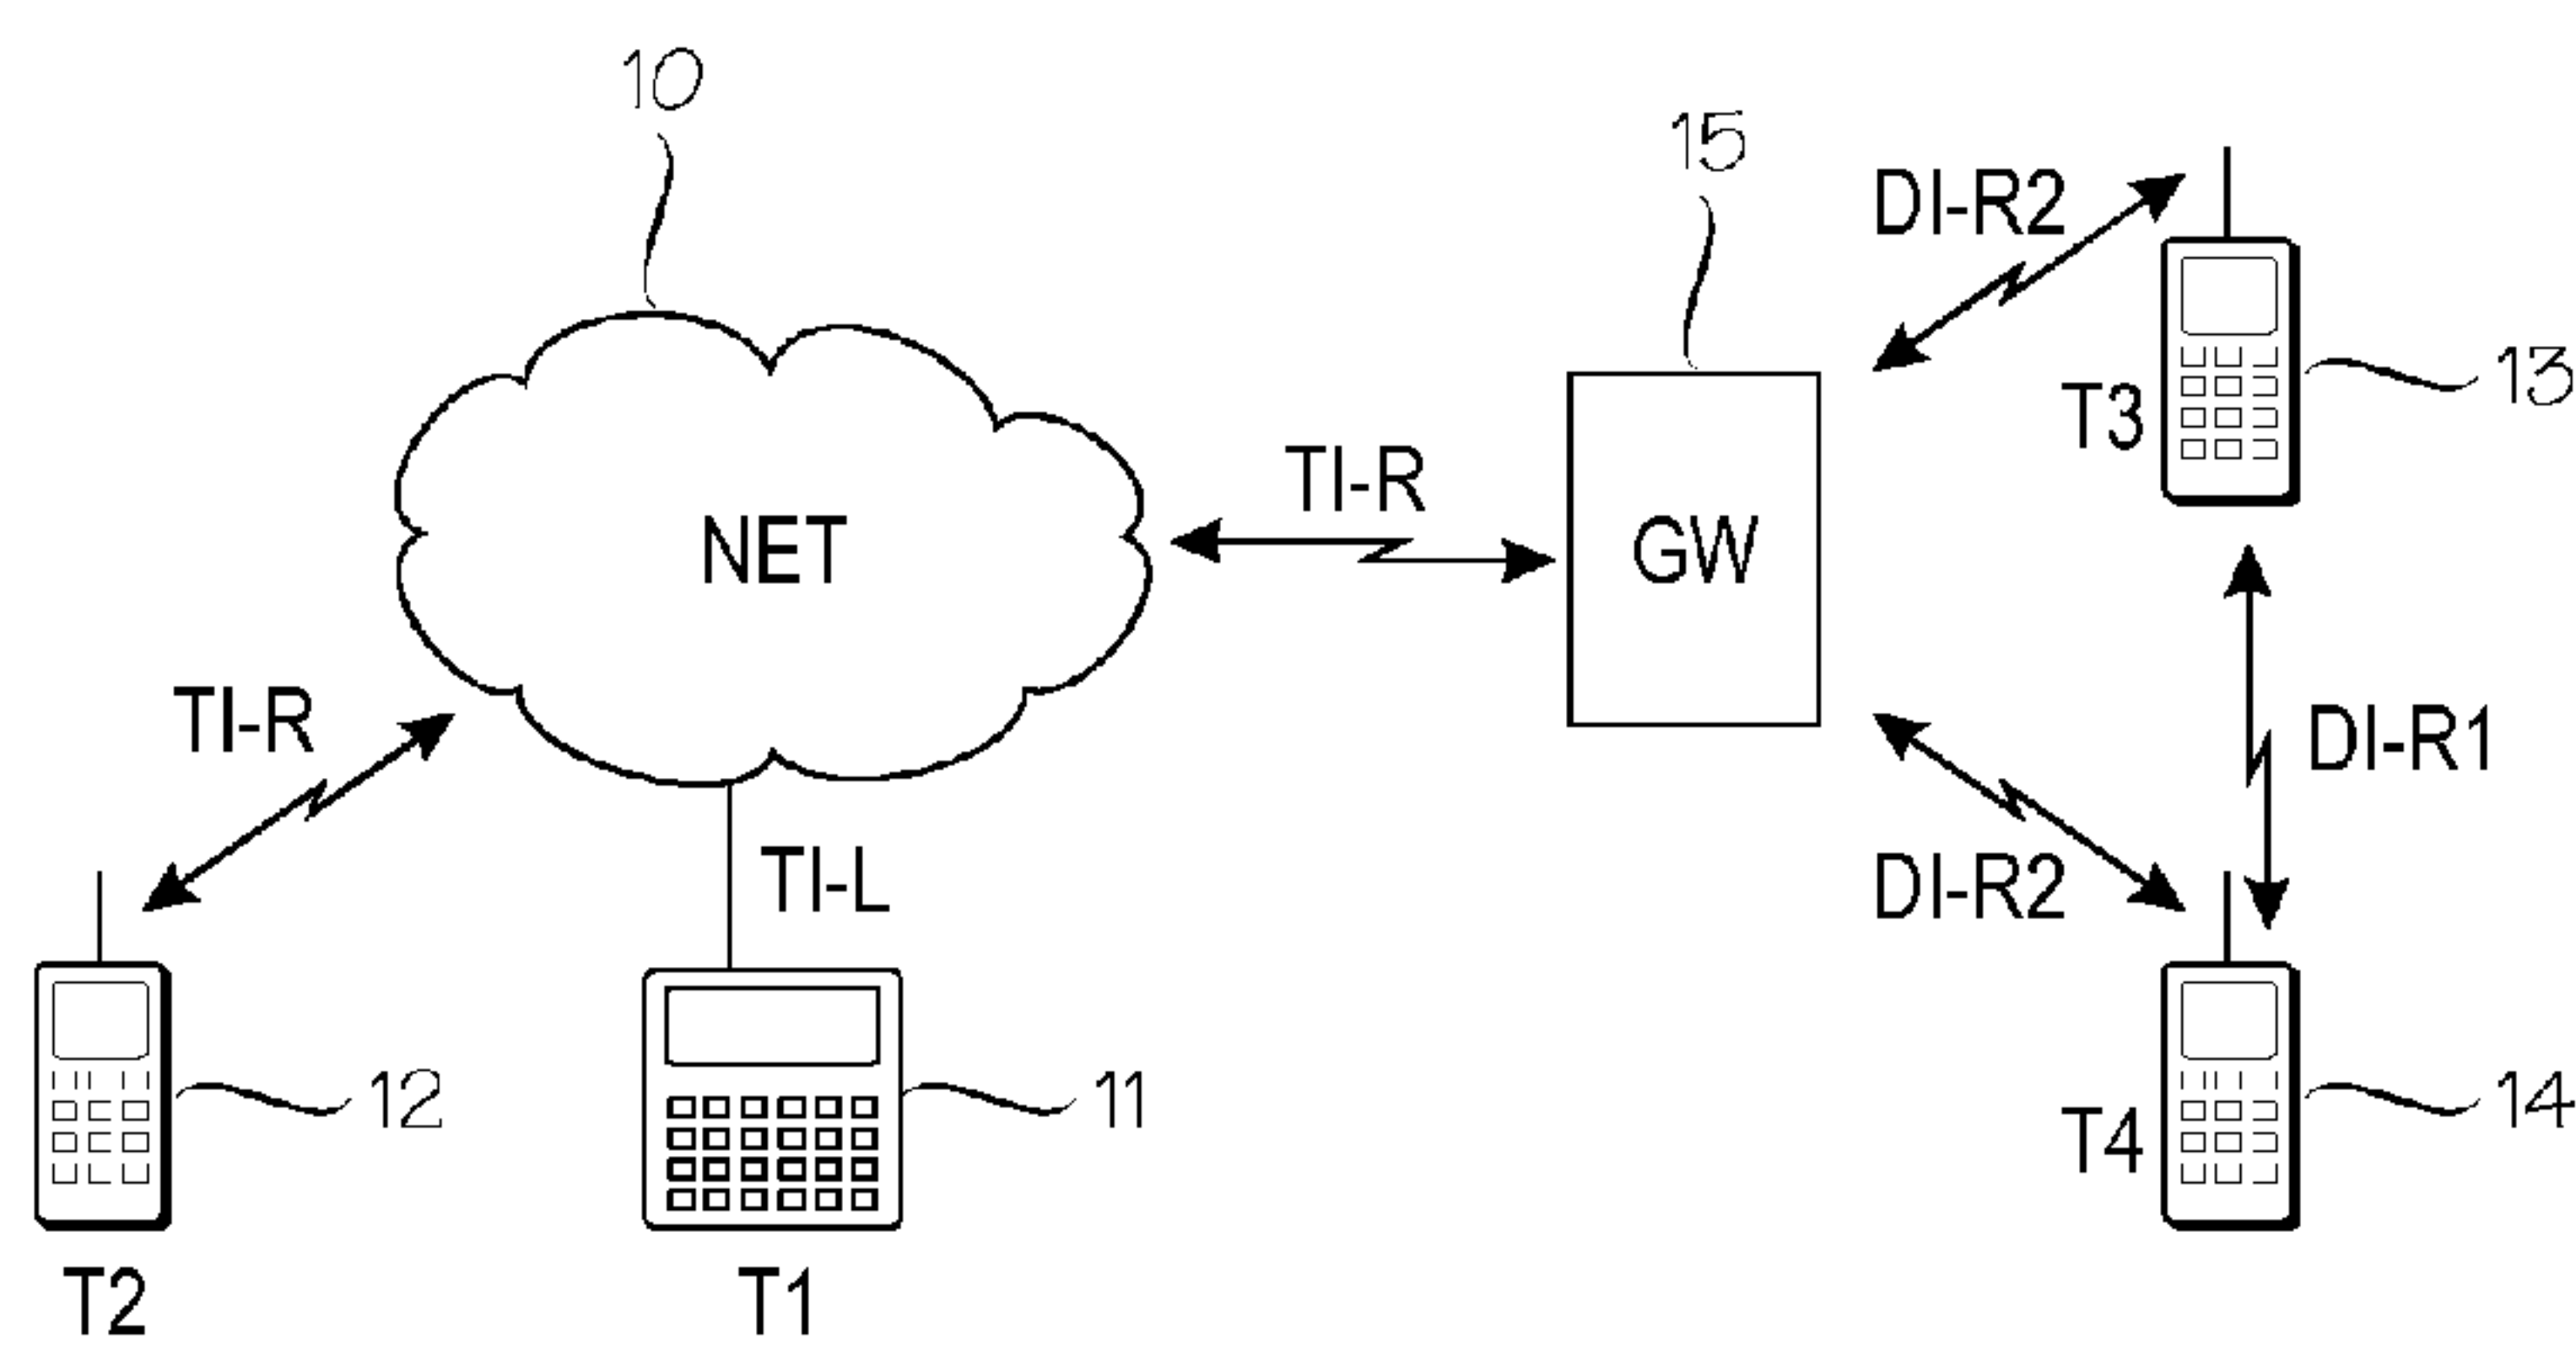 10
15
DI-R2
13
T3
TI-R
NET
GW
TI-R
DI-R1
TI-L
DI-R2
12
11
T4
14
T2
T1